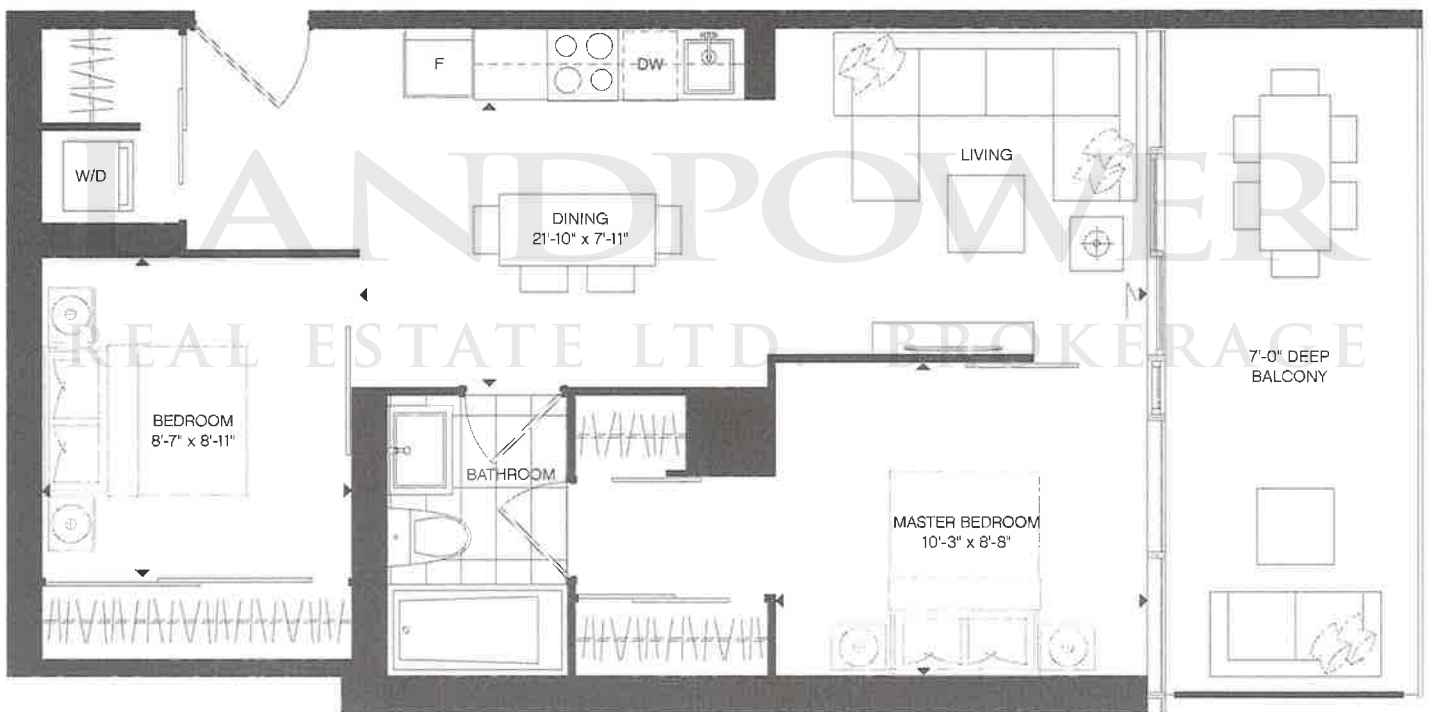 F
DW
LIVING
W/D
LANDPOWER
DINING
21'-10" x 7'-11"
REAL ESTATE LTD. BROKERAGE
7'-0" DEEP
BALCONY
BEDROOM
8'-7" x 8'-11"
BATHROOM
MASTER BEDROOM
10'-3" x 8'-8"